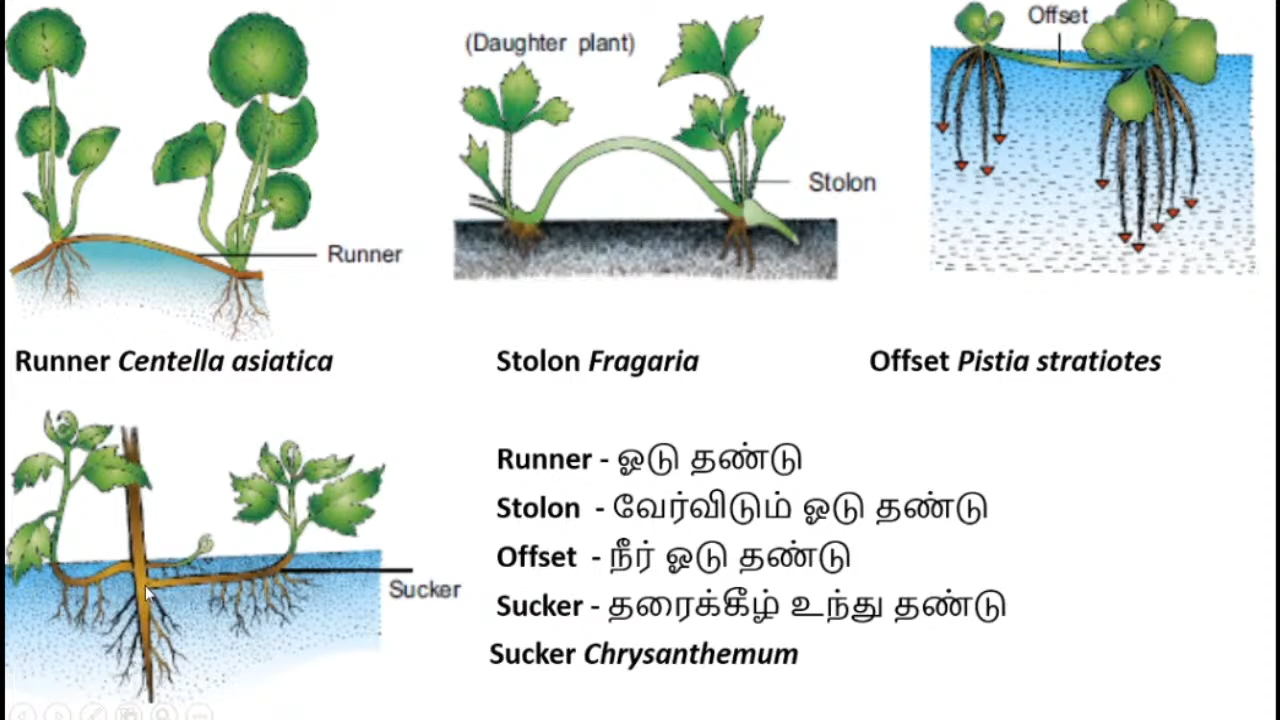 (Daughter plant)
Offset
Stolon
Runner
Runner Centella asiatica
Stolon Fragaria
Offset Pistia stratiotes
Runner - ஓடு தண்டு
Stolon - வேர்விடும் ஓடு தண்டு
Offset - நீர் ஓடு தண்டு
Sucker
Sucker - தரைக்கீழ் உந்து தண்டு
Sucker Chrysanthemum